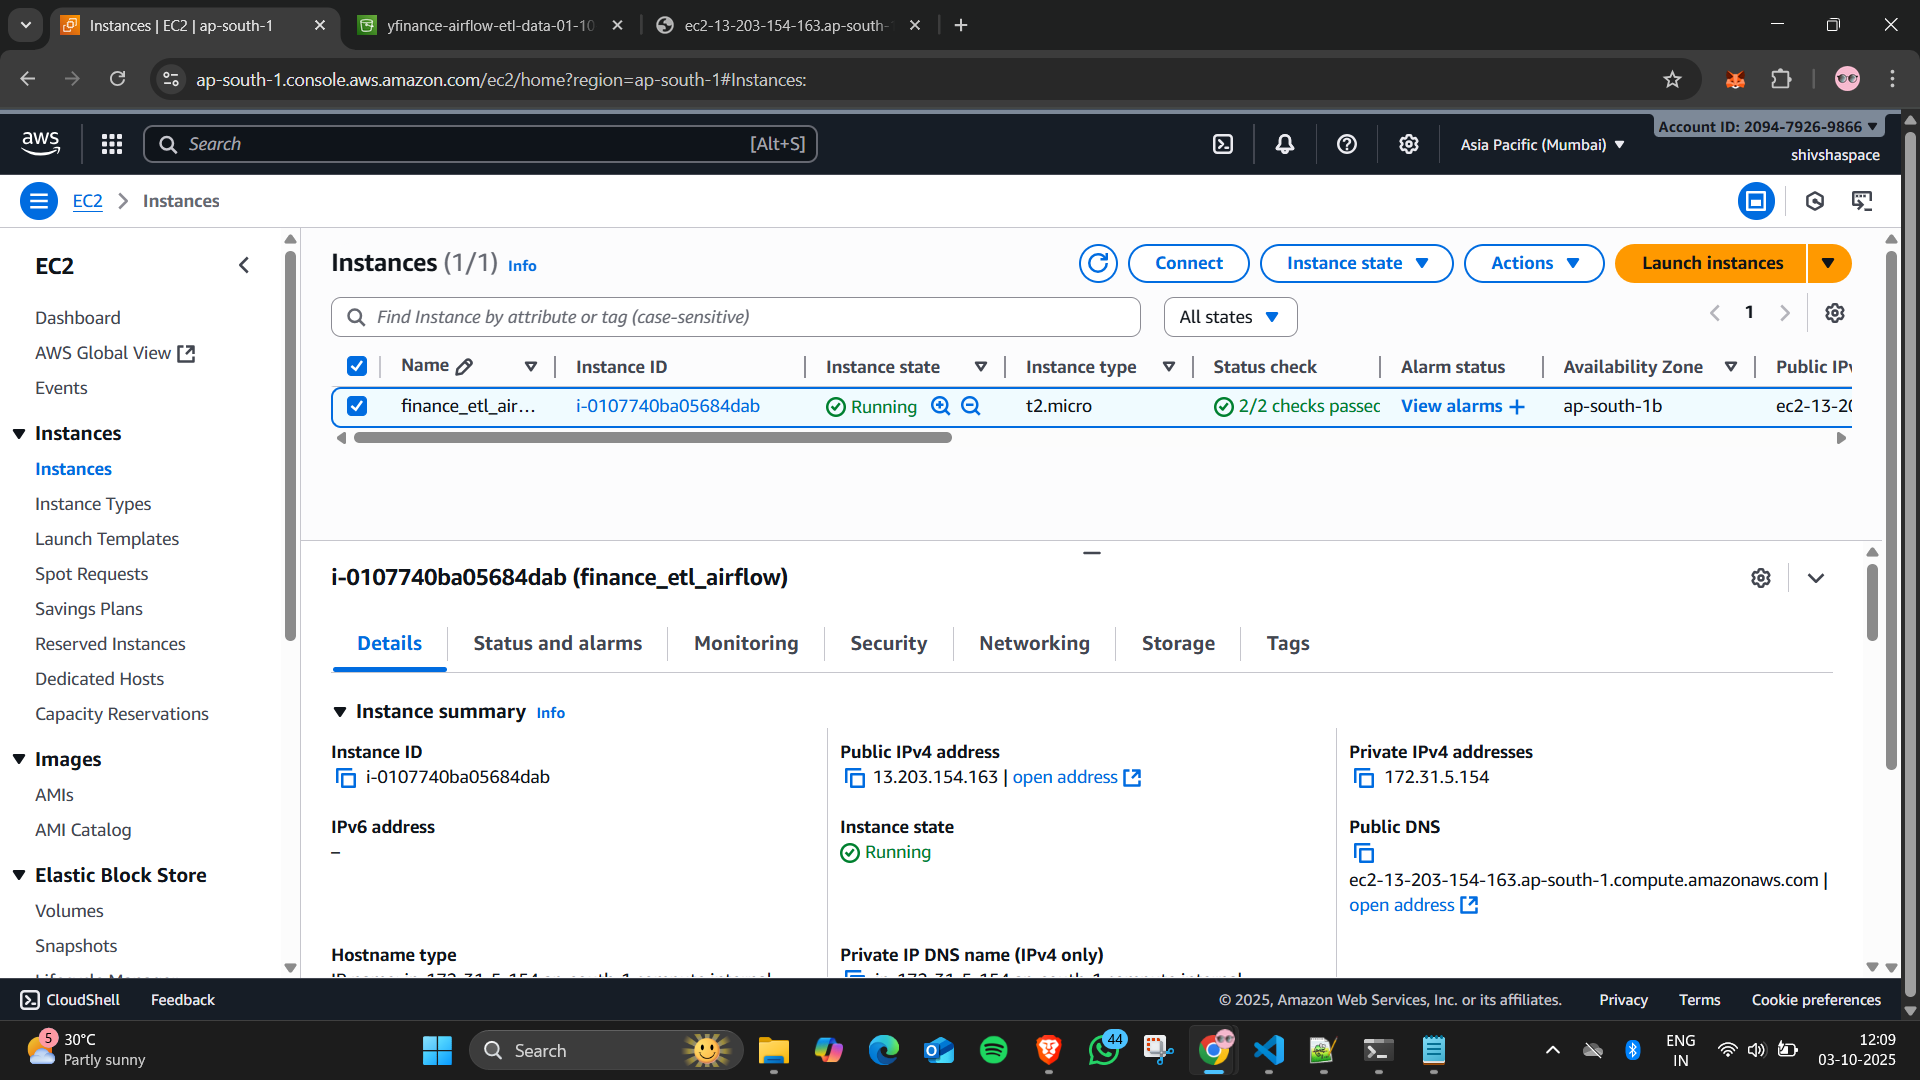 Instances | EC2 | ap-south-1
yfinance-airflow-etl-data-01-10
ec2-13-203-154-163.ap-south-
ap-south-1.console.aws.amazon.com/ec2/home?region=ap-south-1#Instances:
aws
Search
[Alt+S]
Asia Pacific (Mumbai)
Account ID: 2094-7926-9866
shivshaspace
EC2
Instances
EC2
Dashboard
AWS Global View
Events
Instances
Instances
Instance Types
Launch Templates
Spot Requests
Savings Plans
Reserved Instances
Dedicated Hosts
Capacity Reservations
Images
AMIs
AMI Catalog
Elastic Block Store
Volumes
Snapshots
Instances (1/1) Info
Connect
Instance state
Actions
Launch instances
Find Instance by attribute or tag (case-sensitive)
All states
1
Name Instance ID Instance state Instance type Status check Alarm status Availability Zone Public IPv
finance_etl_air... i-0107740ba05684dab Running t2.micro 2/2 checks passed View alarms + ap-south-1b ec2-13-20
i-0107740ba05684dab (finance_etl_airflow)
Details Status and alarms Monitoring Security Networking Storage Tags
Instance summary Info
Instance ID
i-0107740ba05684dab
Public IPv4 address
13.203.154.163 | open address
Private IPv4 addresses
172.31.5.154
IPv6 address
–
Instance state
Running
Public DNS
ec2-13-203-154-163.ap-south-1.compute.amazonaws.com |
open address
Hostname type
Private IP DNS name (IPv4 only)
CloudShell
Feedback
© 2025, Amazon Web Services, Inc. or its affiliates.
Privacy
Terms
Cookie preferences
5
30°C
Partly sunny
Search
44
ENG
IN
12:09
03-10-2025